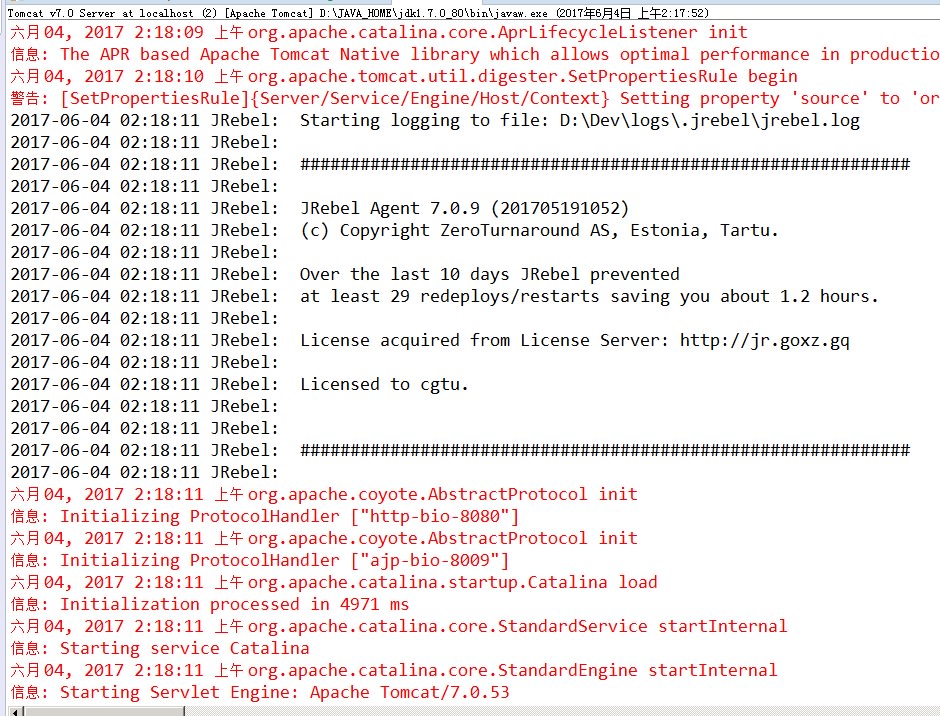 Tomcat v7.0 Server at localhost (2) [Apache Tomcat] D:\JAVA_HOME\jdk1.7.0_80\bin\javaw.exe (2017年6月4日 上午2:17:52)
六月 04, 2017 2:18:09 上午 org.apache.catalina.core.AprLifecycleListener init
信息: The APR based Apache Tomcat Native library which allows optimal performance in productio
六月 04, 2017 2:18:10 上午 org.apache.tomcat.util.digester.SetPropertiesRule begin
警告: [SetPropertiesRule]{Server/Service/Engine/Host/Context} Setting property 'source' to 'or
2017-06-04 02:18:11 JRebel:  Starting logging to file: D:\Dev\logs\.jrebel\jrebel.log
2017-06-04 02:18:11 JRebel:
2017-06-04 02:18:11 JRebel:  #############################################################
2017-06-04 02:18:11 JRebel:
2017-06-04 02:18:11 JRebel:  JRebel Agent 7.0.9 (201705191052)
2017-06-04 02:18:11 JRebel:  (c) Copyright ZeroTurnaround AS, Estonia, Tartu.
2017-06-04 02:18:11 JRebel:
2017-06-04 02:18:11 JRebel:  Over the last 10 days JRebel prevented
2017-06-04 02:18:11 JRebel:  at least 29 redeploys/restarts saving you about 1.2 hours.
2017-06-04 02:18:11 JRebel:
2017-06-04 02:18:11 JRebel:  License acquired from License Server: http://jr.goxz.gq
2017-06-04 02:18:11 JRebel:
2017-06-04 02:18:11 JRebel:  Licensed to cgtu.
2017-06-04 02:18:11 JRebel:
2017-06-04 02:18:11 JRebel:
2017-06-04 02:18:11 JRebel:  #############################################################
2017-06-04 02:18:11 JRebel:
六月 04, 2017 2:18:11 上午 org.apache.coyote.AbstractProtocol init
信息: Initializing ProtocolHandler ["http-bio-8080"]
六月 04, 2017 2:18:11 上午 org.apache.coyote.AbstractProtocol init
信息: Initializing ProtocolHandler ["ajp-bio-8009"]
六月 04, 2017 2:18:11 上午 org.apache.catalina.startup.Catalina load
信息: Initialization processed in 4971 ms
六月 04, 2017 2:18:11 上午 org.apache.catalina.core.StandardService startInternal
信息: Starting service Catalina
六月 04, 2017 2:18:11 上午 org.apache.catalina.core.StandardEngine startInternal
信息: Starting Servlet Engine: Apache Tomcat/7.0.53